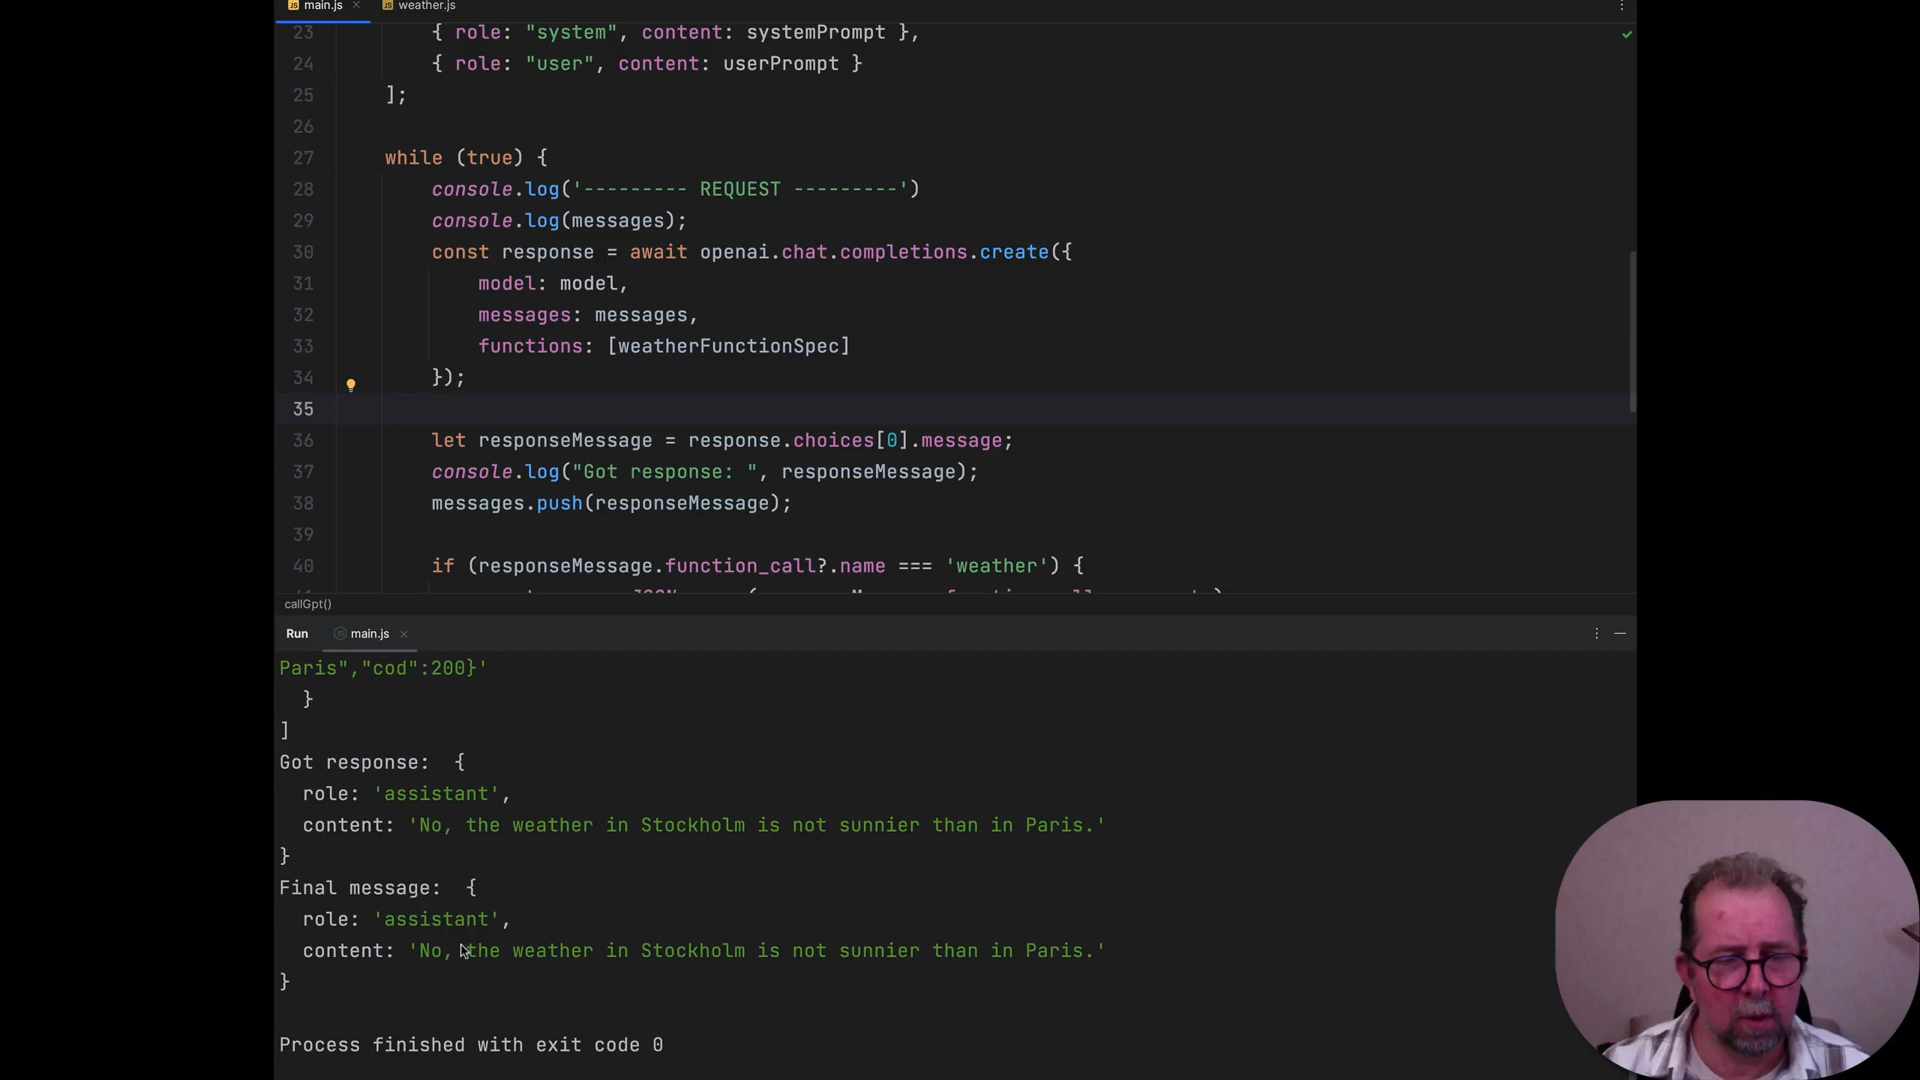 main.js
weather.js
23 { role: "system", content: systemPrompt },
24 { role: "user", content: userPrompt }
25 ];
26
27 while (true) {
28 console.log('--------- REQUEST ---------')
29 console.log(messages);
30 const response = await openai.chat.completions.create({
31 model: model,
32 messages: messages,
33 functions: [weatherFunctionSpec]
34 });
35
36 let responseMessage = response.choices[0].message;
37 console.log("Got response: ", responseMessage);
38 messages.push(responseMessage);
39
40 if (responseMessage.function_call?.name === 'weather') {
callGpt()
Run main.js
Paris","cod":200}'
}
]
Got response: {
role: 'assistant',
content: 'No, the weather in Stockholm is not sunnier than in Paris.'
}
Final message: {
role: 'assistant',
content: 'No, the weather in Stockholm is not sunnier than in Paris.'
}
Process finished with exit code 0